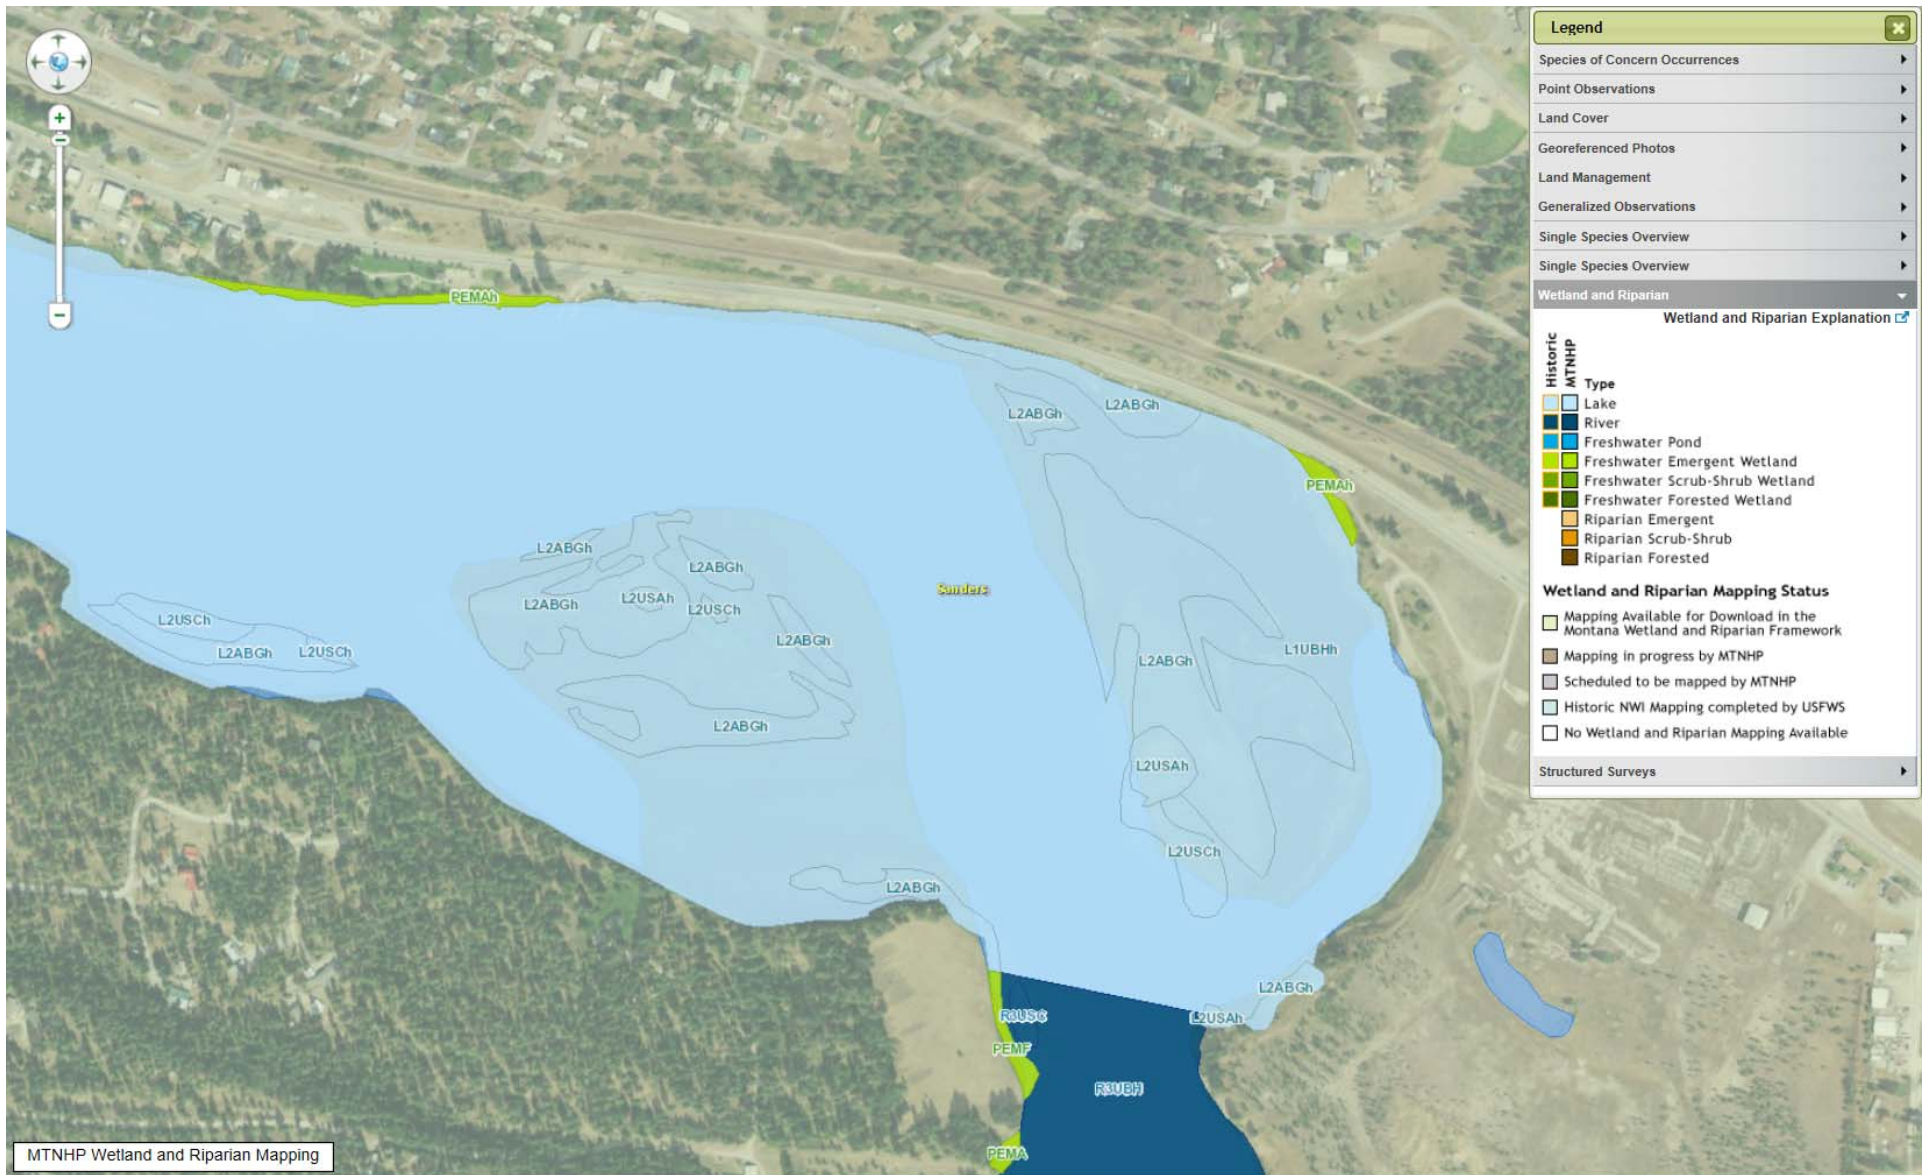 Legend
Species of Concern Occurrences
Point Observations
Land Cover
Georeferenced Photos
Land Management
Generalized Observations
Single Species Overview
Single Species Overview
Wetland and Riparian
Wetland and Riparian Explanation
Historic
MTNHP
Type
Lake
River
Freshwater Pond
Freshwater Emergent Wetland
Freshwater Scrub-Shrub Wetland
Freshwater Forested Wetland
Riparian Emergent
Riparian Scrub-Shrub
Riparian Forested
Wetland and Riparian Mapping Status
Mapping Available for Download in the
Montana Wetland and Riparian Framework
Mapping in progress by MTNHP
Scheduled to be mapped by MTNHP
Historic NWI Mapping completed by USFWS
No Wetland and Riparian Mapping Available
Structured Surveys
PEMAh
L2ABGh
L2ABGh
PEMAh
L2ABGh
L2ABGh
Sanders
L2ABGh
L2USAh
L2USCh
L2USCh
L2ABGh
L2USCh
L2ABGh
L2ABGh
L1UBHh
L2ABGh
L2USAh
L2USCh
L2ABGh
L2ABGh
R3USC
L2USAh
PEMF
R3UBH
PEMA
MTNHP Wetland and Riparian Mapping